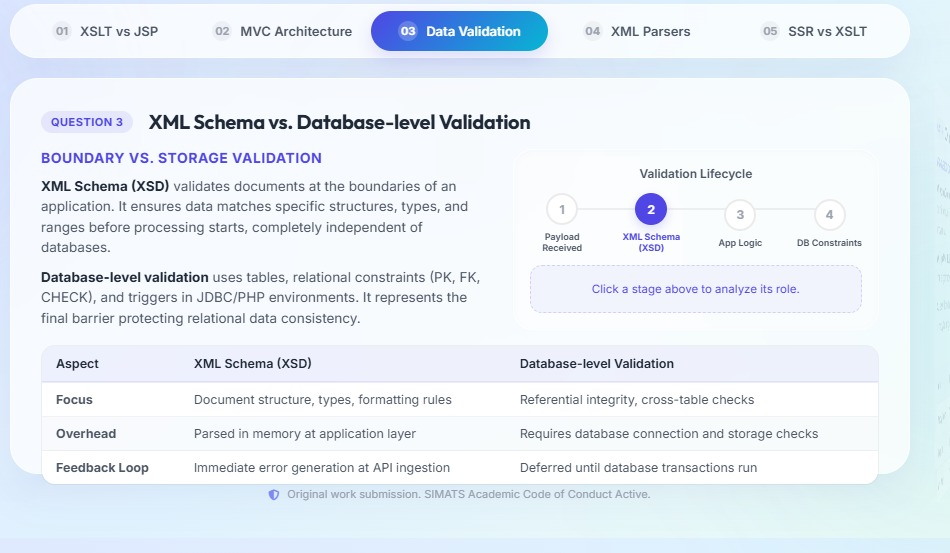 01 XSLT vs JSP 02 MVC Architecture 03 Data Validation 04 XML Parsers 05 SSR vs XSLT
QUESTION 3 XML Schema vs. Database-level Validation
BOUNDARY VS. STORAGE VALIDATION
XML Schema (XSD) validates documents at the boundaries of an
application. It ensures data matches specific structures, types, and
ranges before processing starts, completely independent of
databases.
Database-level validation uses tables, relational constraints (PK, FK,
CHECK), and triggers in JDBC/PHP environments. It represents the
final barrier protecting relational data consistency.
Validation Lifecycle
1 2 3 4
Payload
Received
XML Schema
(XSD)
App Logic
DB Constraints
Click a stage above to analyze its role.
Aspect XML Schema (XSD) Database-level Validation
Focus Document structure, types, formatting rules Referential integrity, cross-table checks
Overhead Parsed in memory at application layer Requires database connection and storage checks
Feedback Loop Immediate error generation at API ingestion Deferred until database transactions run
Original work submission. SIMATS Academic Code of Conduct Active.